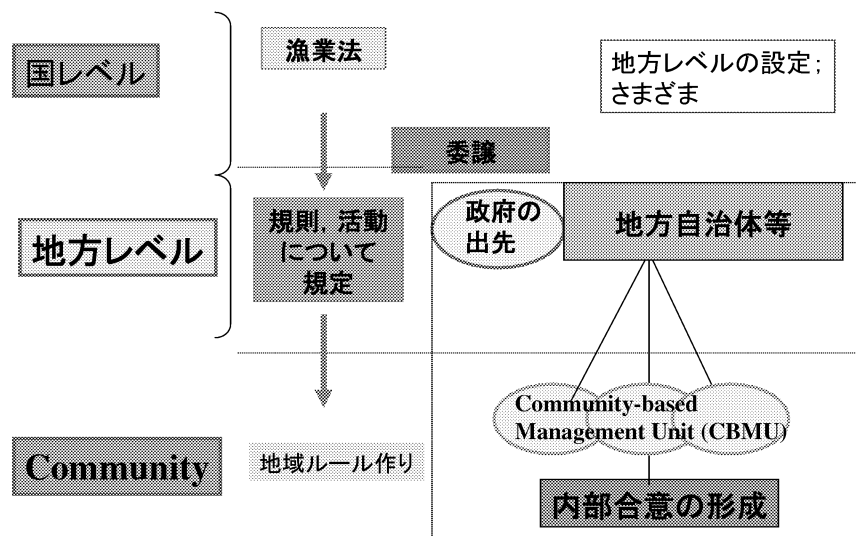 国レベル
漁業法
地方レベルの設定；
さまざま
委譲
地方レベル
規則，活動
について
規定
政府の
出先
地方自治体等
Community
地域ルール作り
Community-based
Management Unit (CBMU)
内部合意の形成